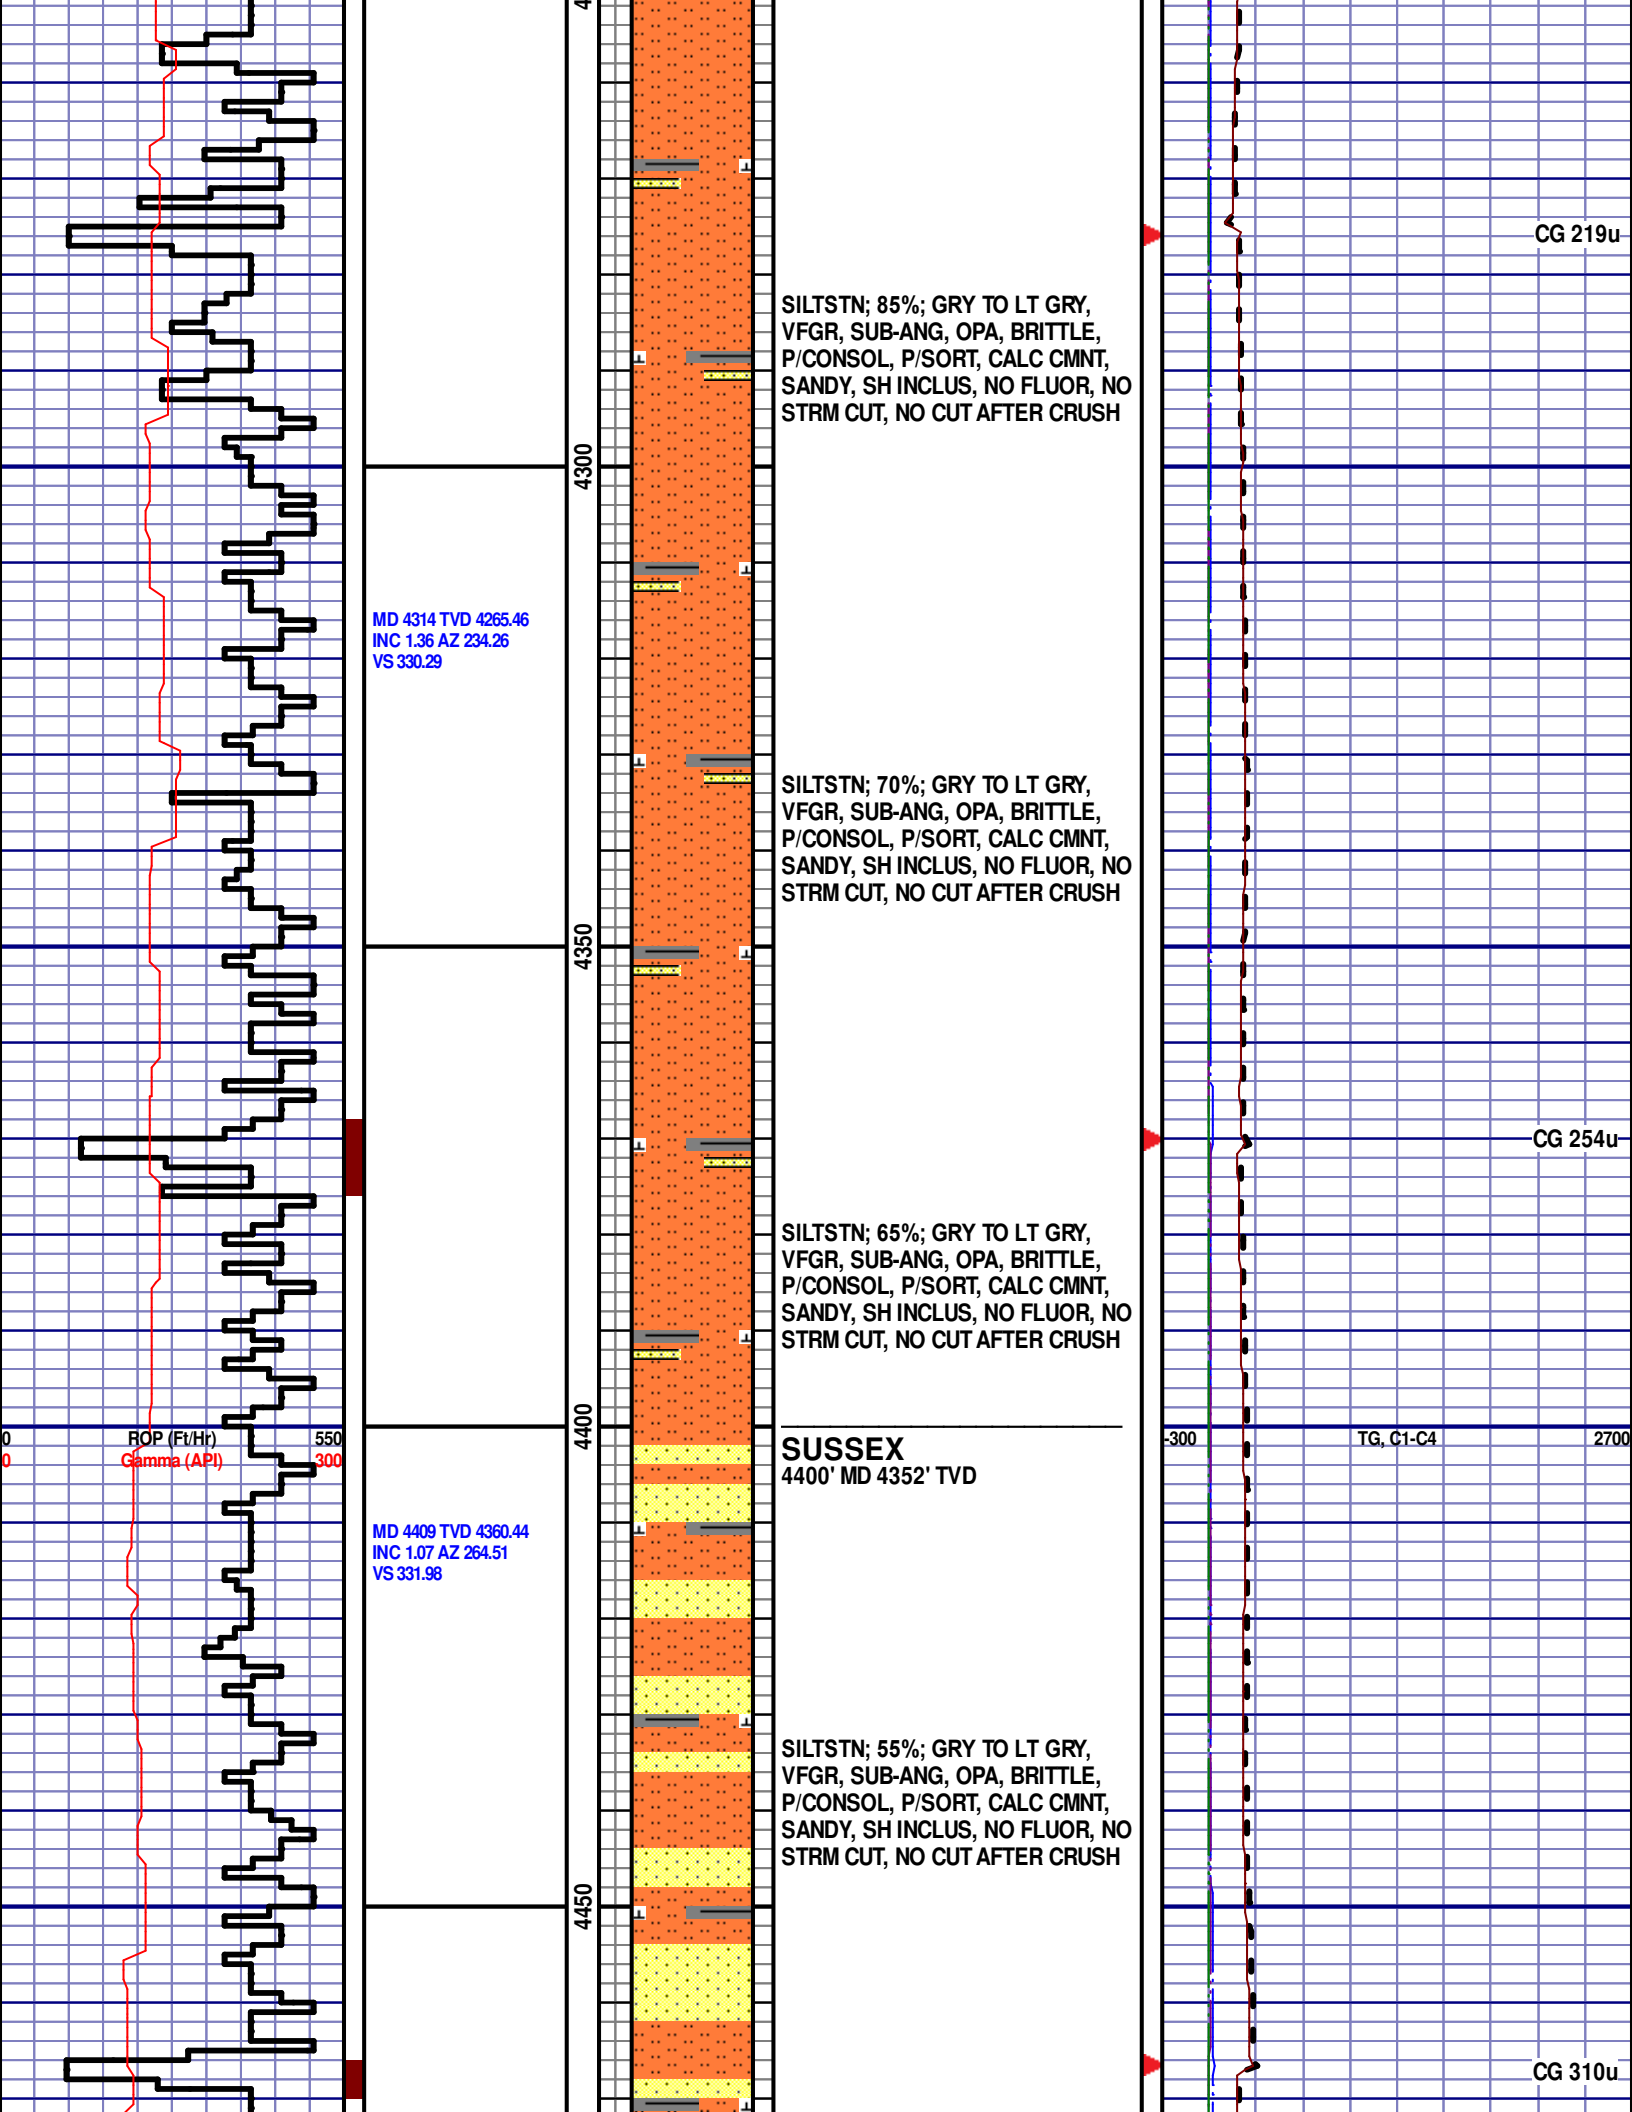 CG 219u
SILTSTN; 85%; GRY TO LT GRY,
VFGR, SUB-ANG, OPA, BRITTLE,
P/CONSOL, P/SORT, CALC CMNT,
SANDY, SH INCLUS, NO FLUOR, NO
STRM CUT, NO CUT AFTER CRUSH
4300
MD 4314 TVD 4265.46
INC 1.36 AZ 234.26
VS 330.29
SILTSTN; 70%; GRY TO LT GRY,
VFGR, SUB-ANG, OPA, BRITTLE,
P/CONSOL, P/SORT, CALC CMNT,
SANDY, SH INCLUS, NO FLUOR, NO
STRM CUT, NO CUT AFTER CRUSH
4350
CG 254u
SILTSTN; 65%; GRY TO LT GRY,
VFGR, SUB-ANG, OPA, BRITTLE,
P/CONSOL, P/SORT, CALC CMNT,
SANDY, SH INCLUS, NO FLUOR, NO
STRM CUT, NO CUT AFTER CRUSH
4400
0 ROP (Ft/Hr) 550
0 Gamma (API) 300
SUSSEX
4400' MD 4352' TVD
-300 TG, C1-C4 2700
MD 4409 TVD 4360.44
INC 1.07 AZ 264.51
VS 331.98
SILTSTN; 55%; GRY TO LT GRY,
VFGR, SUB-ANG, OPA, BRITTLE,
P/CONSOL, P/SORT, CALC CMNT,
SANDY, SH INCLUS, NO FLUOR, NO
STRM CUT, NO CUT AFTER CRUSH
4450
CG 310u